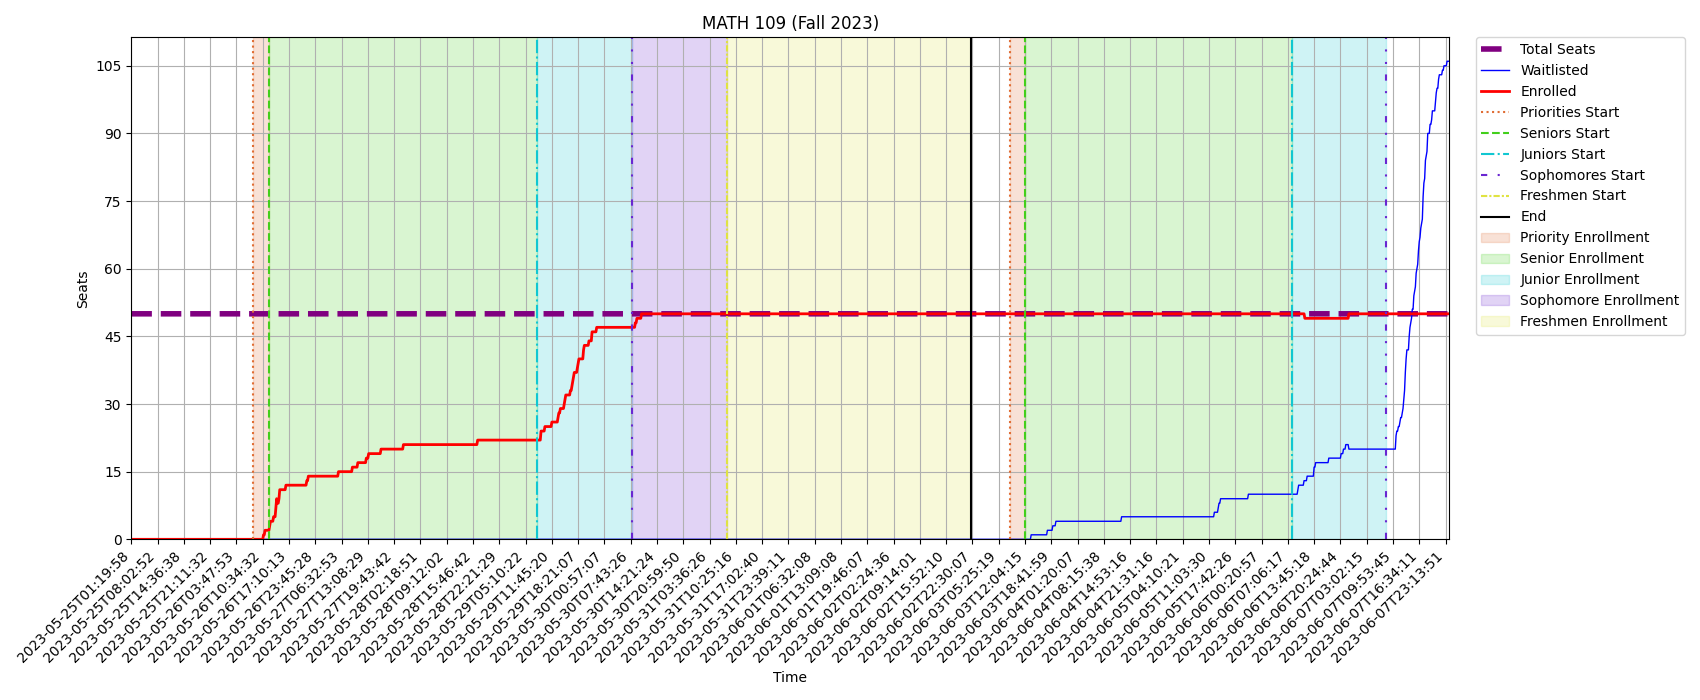 MATH 109 (Fall 2023)
Seats
105
90
75
60
45
30
15
0
2023-05-25T01:19:58
2023-05-25T08:02:52
2023-05-25T14:36:38
2023-05-25T21:11:32
2023-05-26T03:47:53
2023-05-26T10:34:32
2023-05-26T17:10:13
2023-05-26T23:45:28
2023-05-27T06:32:53
2023-05-27T13:08:29
2023-05-27T19:43:42
2023-05-28T02:18:51
2023-05-28T09:12:02
2023-05-28T15:46:42
2023-05-28T22:21:29
2023-05-29T05:10:22
2023-05-29T11:45:20
2023-05-29T18:21:07
2023-05-30T00:57:07
2023-05-30T07:43:26
2023-05-30T14:21:24
2023-05-30T20:59:50
2023-05-31T03:36:26
2023-05-31T10:25:16
2023-05-31T17:02:40
2023-05-31T23:39:11
2023-06-01T06:32:08
2023-06-01T13:09:08
2023-06-01T19:46:07
2023-06-02T02:24:36
2023-06-02T09:14:01
2023-06-02T15:52:10
2023-06-02T22:30:07
2023-06-03T05:25:19
2023-06-03T12:04:15
2023-06-03T18:41:59
2023-06-04T01:20:07
2023-06-04T08:15:38
2023-06-04T14:53:16
2023-06-04T21:31:16
2023-06-05T04:10:21
2023-06-05T11:03:30
2023-06-05T17:42:26
2023-06-06T00:20:57
2023-06-06T07:06:17
2023-06-06T13:45:18
2023-06-06T20:24:44
2023-06-07T03:02:15
2023-06-07T09:53:45
2023-06-07T16:34:11
2023-06-07T23:13:51
Time
Total Seats
Waitlisted
Enrolled
Priorities Start
Seniors Start
Juniors Start
Sophomores Start
Freshmen Start
End
Priority Enrollment
Senior Enrollment
Junior Enrollment
Sophomore Enrollment
Freshmen Enrollment